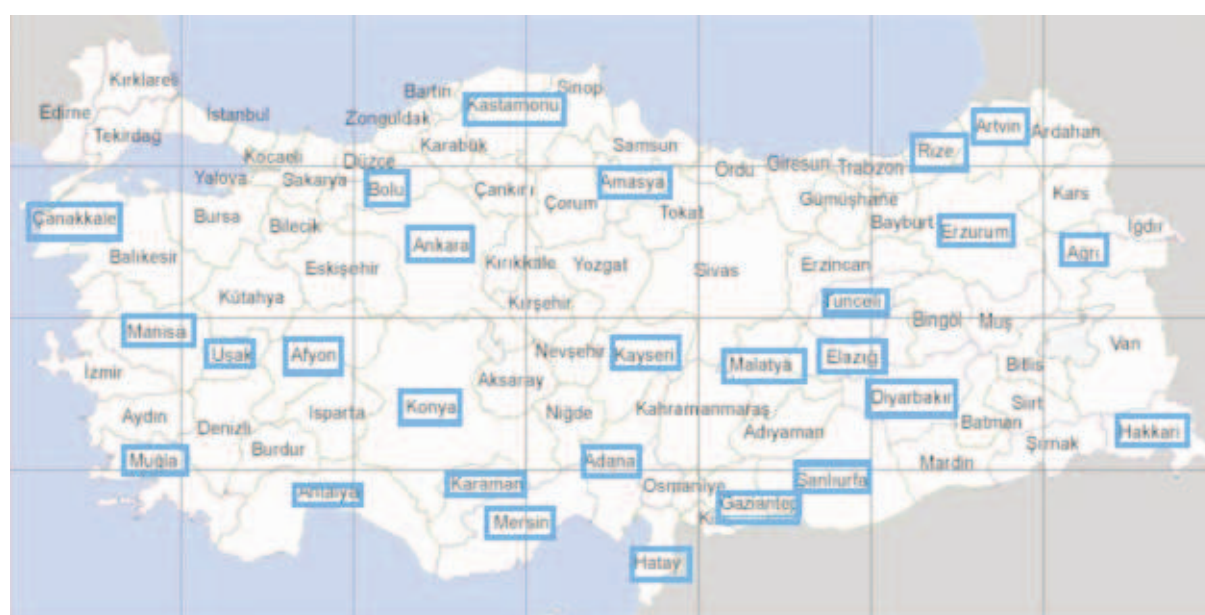 Kırklareli
Sinop
Bartın
Kastamonu
Edirne
İstanbul
Zonguldak
Artvin
Ardahan
Tekirdağ
Karabük
Samsun
Rize
Kocaeli
Düzce
Ordu
Giresun
Trabzon
Yalova
Sakarya
Bolu
Çankırı
Amasya
Kars
Çorum
Tokat
Gümüşhane
Çanakkale
Bursa
Bilecik
Bayburt
Erzurum
Iğdır
Ankara
Ağrı
Balıkesir
Eskişehir
Kırıkkale
Yozgat
Sivas
Erzincan
Kütahya
Kırşehir
Tunceli
Bingöl
Muş
Manisa
Uşak
Afyon
Nevşehir
Kayseri
Malatya
Elazığ
Bitlis
Van
İzmir
Aksaray
Konya
Diyarbakır
Siirt
Aydın
Isparta
Niğde
Kahramanmaraş
Batman
Denizli
Adıyaman
Hakkari
Burdur
Şırnak
Muğla
Adana
Mardin
Karaman
Osmaniye
Şanlıurfa
Antalya
Gaziantep
Ki
Mersin
Hatay